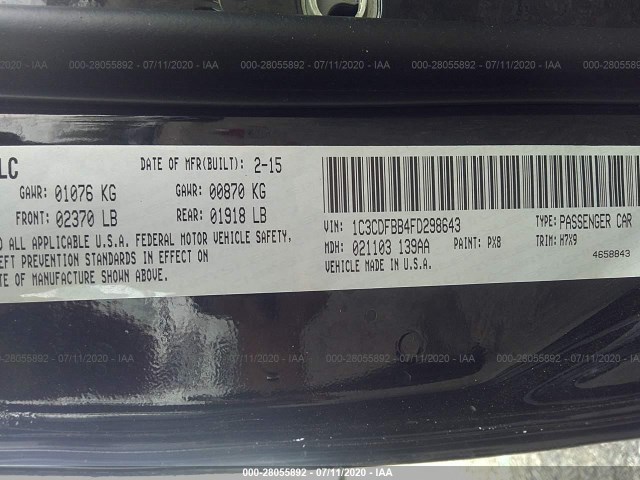 000-28055892 - 07/11/2020 - IAA 000-28055892 - 07/11/2020 - IAA 000-28055892 - 07/11/2020 - IAA
LC DATE OF MFR(BUILT): 2-15
GAWR: 01076 KG GAWR: 00870 KG
FRONT: 02370 LB REAR: 01918 LB
O ALL APPLICABLE U.S.A. FEDERAL MOTOR VEHICLE SAFETY,
EFT PREVENTION STANDARDS IN EFFECT ON
TE OF MANUFACTURE SHOWN ABOVE.
VIN: 1C3CDFBB4FD298643 TYPE: PASSENGER CAR
MDH: 021103 139AA PAINT: PX8 TRIM: H7X9
VEHICLE MADE IN U.S.A. 4658843
000-28055892 - 07/11/2020 - IAA 000-28055892 - 07/11/2020 - IAA 000-28055892 - 07/11/2020 - IAA
000-28055892 - 07/11/2020 - IAA